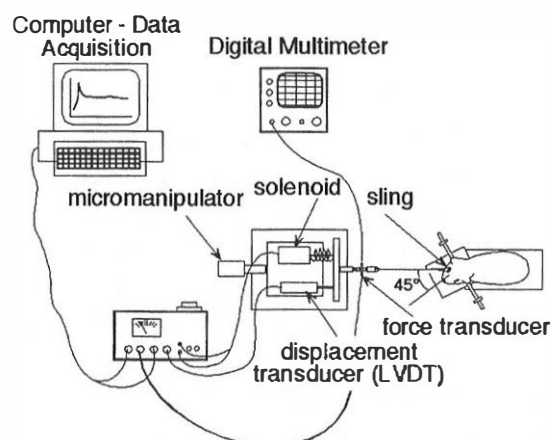 Computer - Data
Acquisition
Digital Multimeter
micromanipulator
solenoid
sling
45°
force transducer
displacement
transducer (LVDT)